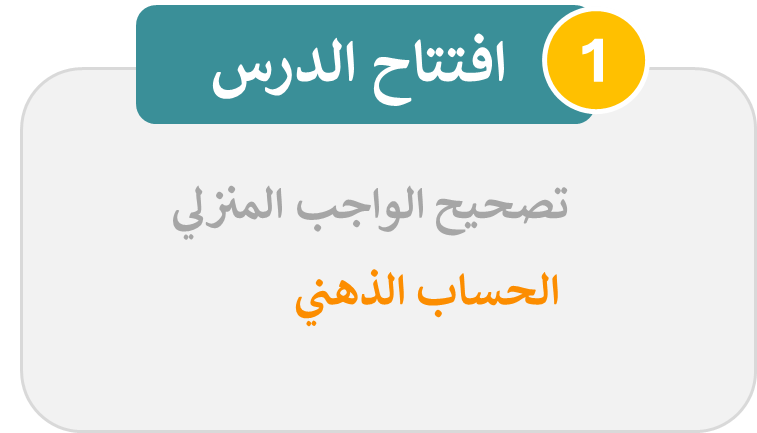 1 افتتاح الدرس
تصحيح الواجب المنزلي
الحساب الذهني